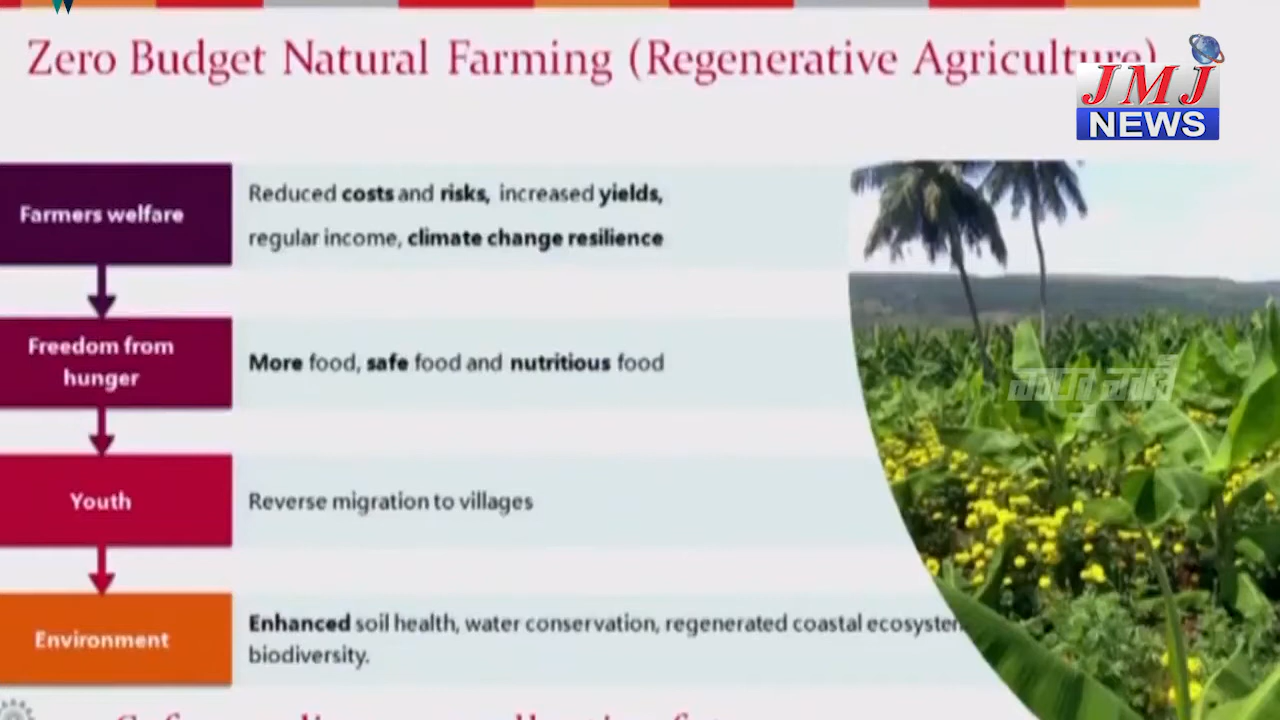 Zero Budget Natural Farming (Regenerative Agriculture)
JMJ
NEWS
Farmers welfare
Reduced costs and risks, increased yields,
regular income, climate change resilience
Freedom from
hunger
More food, safe food and nutritious food
Youth
Reverse migration to villages
Environment
Enhanced soil health, water conservation, regenerated coastal
biodiversity.